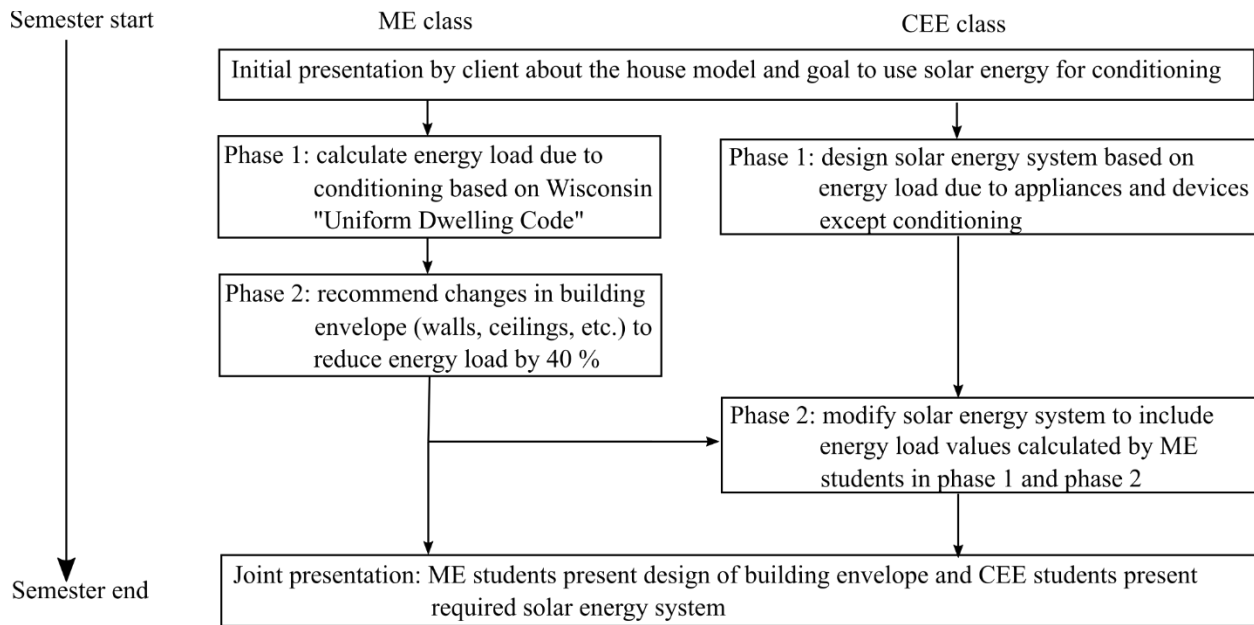 Semester start
ME class
CEE class
Initial presentation by client about the house model and goal to use solar energy for conditioning
Phase 1: calculate energy load due to
conditioning based on Wisconsin
"Uniform Dwelling Code"
Phase 1: design solar energy system based on
energy load due to appliances and devices
except conditioning
Phase 2: recommend changes in building
envelope (walls, ceilings, etc.) to
reduce energy load by 40 %
Phase 2: modify solar energy system to include
energy load values calculated by ME
students in phase 1 and phase 2
Joint presentation: ME students present design of building envelope and CEE students present
required solar energy system
Semester end